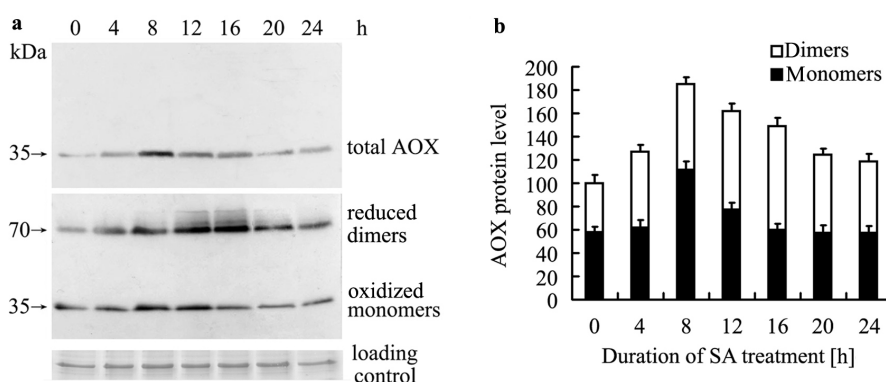 a
0 4 8 12 16 20 24 h
kDa
35→
total AOX
70→
reduced
dimers
35→
oxidized
monomers
loading
control
b
Dimers
Monomers
AOX protein level
200
180
160
140
120
100
80
60
40
20
0
0 4 8 12 16 20 24
Duration of SA treatment [h]